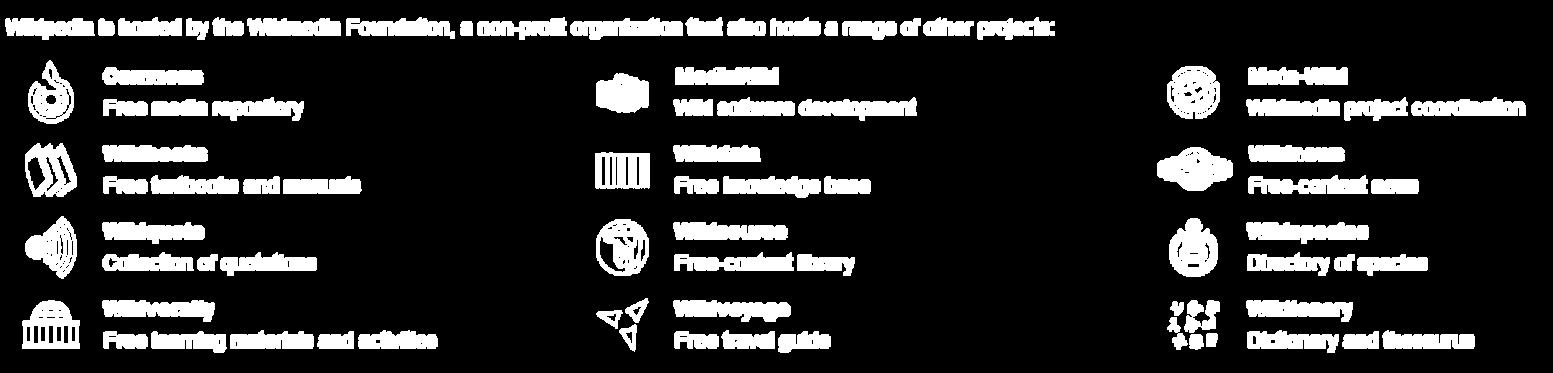 Wikipedia is hosted by the Wikimedia Foundation, a non-profit organization that also hosts a range of other projects:
Commons
Free media repository
MediaWiki
Wiki software development
Meta-Wiki
Wikimedia project coordination
Wikibooks
Free textbooks and manuals
Wikidata
Free knowledge base
Wikinews
Free-content news
Wikiquote
Collection of quotations
Wikisource
Free-content library
Wikispecies
Directory of species
Wikiversity
Free learning materials and activities
Wikivoyage
Free travel guide
Wiktionary
Dictionary and thesaurus